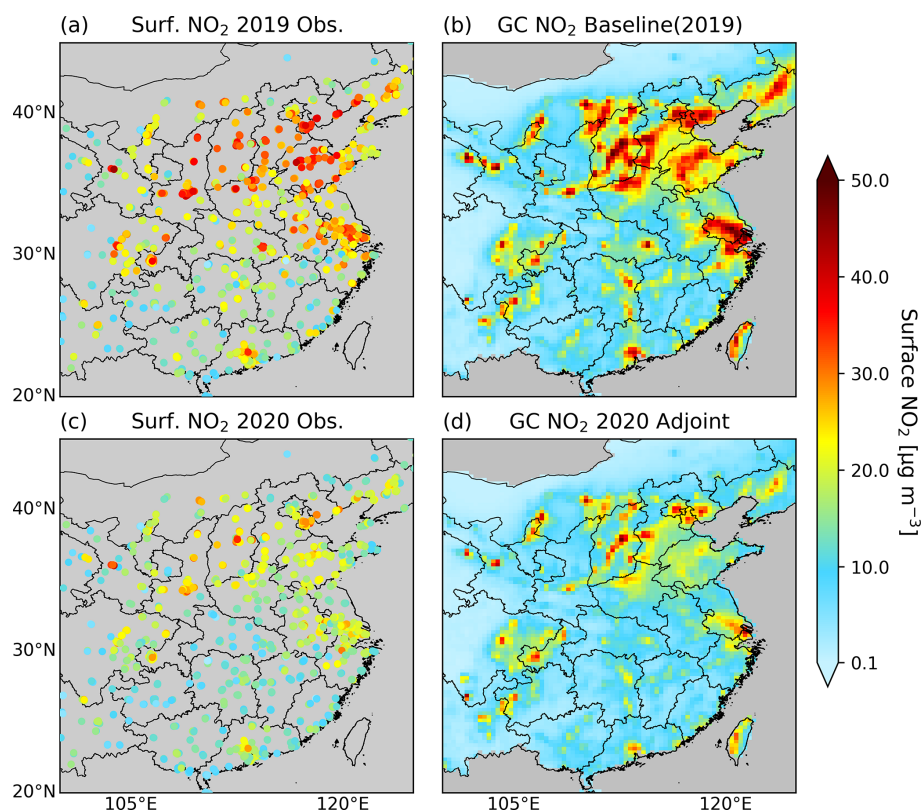 (a) Surf. NO₂ 2019 Obs.
(b) GC NO₂ Baseline(2019)
40°N
30°N
20°N
(c) Surf. NO₂ 2020 Obs.
(d) GC NO₂ 2020 Adjoint
40°N
30°N
20°N
105°E
120°E
105°E
120°E
50.0
40.0
30.0
20.0
10.0
0.1
Surface NO₂ [μg m⁻³]